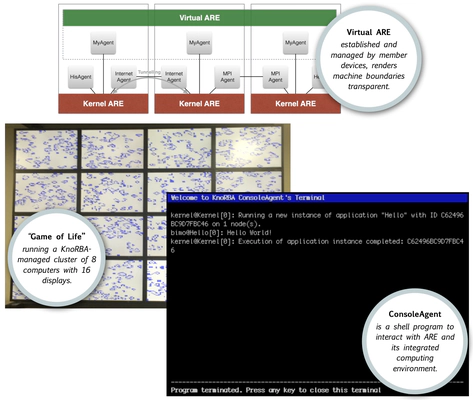 Virtual ARE
MyAgent
MyAgent
MyAgent
HisAgent
Internet Agent
Tunneling
Internet Agent
MPI Agent
MPI Agent
Kernel ARE
Kernel ARE
Kernel ARE
Virtual ARE
established and
managed by member
devices, renders
machine boundaries
transparent.
"Game of Life"
running a KnoRBA-
managed cluster of 8
computers with 16
displays.
Welcome to KnoRBA ConsoleAgent's Terminal
kernel@Kernel[0]: Running a new instance of application "Hello" with ID C62496
BC9D7FBC46 on 1 node(s).
bimo@Hello[0]: Hello World!
kernel@Kernel[0]: Execution of application instance completed: C62496BC9D7FBC4
6
Program terminated. Press any key to close this terminal
ConsoleAgent
is a shell program to
interact with ARE and
its integrated
computing
environment.